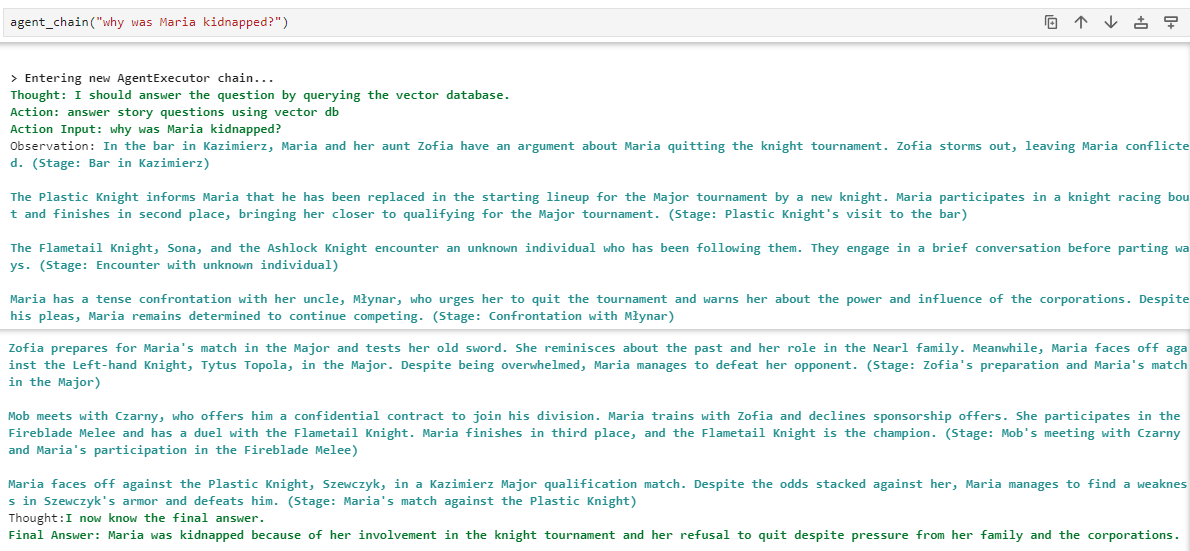 agent_chain("why was Maria kidnapped?")
> Entering new AgentExecutor chain...
Thought: I should answer the question by querying the vector database.
Action: answer story questions using vector db
Action Input: why was Maria kidnapped?
Observation: In the bar in Kazimierz, Maria and her aunt Zofia have an argument about Maria quitting the knight tournament. Zofia storms out, leaving Maria conflicte
d. (Stage: Bar in Kazimierz)
The Plastic Knight informs Maria that he has been replaced in the starting lineup for the Major tournament by a new knight. Maria participates in a knight racing bou
t and finishes in second place, bringing her closer to qualifying for the Major tournament. (Stage: Plastic Knight's visit to the bar)
The Flametail Knight, Sona, and the Ashlock Knight encounter an unknown individual who has been following them. They engage in a brief conversation before parting wa
ys. (Stage: Encounter with unknown individual)
Maria has a tense confrontation with her uncle, Młynar, who urges her to quit the tournament and warns her about the power and influence of the corporations. Despite
his pleas, Maria remains determined to continue competing. (Stage: Confrontation with Młynar)
Zofia prepares for Maria's match in the Major and tests her old sword. She reminisces about the past and her role in the Nearl family. Meanwhile, Maria faces off aga
inst the Left-hand Knight, Tytus Topola, in the Major. Despite being overwhelmed, Maria manages to defeat her opponent. (Stage: Zofia's preparation and Maria's match
in the Major)
Mob meets with Czarny, who offers him a confidential contract to join his division. Maria trains with Zofia and declines sponsorship offers. She participates in the
Fireblade Melee and has a duel with the Flametail Knight. Maria finishes in third place, and the Flametail Knight is the champion. (Stage: Mob's meeting with Czarny
and Maria's participation in the Fireblade Melee)
Maria faces off against the Plastic Knight, Szewczyk, in a Kazimierz Major qualification match. Despite the odds stacked against her, Maria manages to find a weaknes
s in Szewczyk's armor and defeats him. (Stage: Maria's match against the Plastic Knight)
Thought:I now know the final answer.
Final Answer: Maria was kidnapped because of her involvement in the knight tournament and her refusal to quit despite pressure from her family and the corporations.